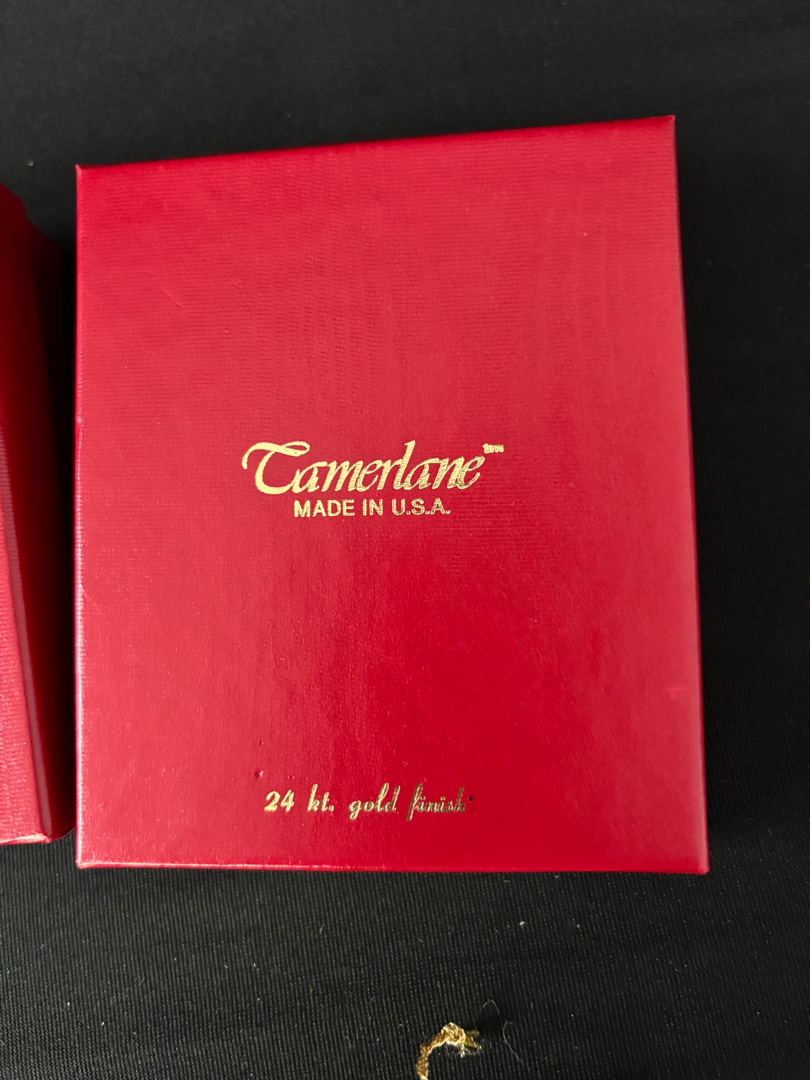 Tamerlane
MADE IN U.S.A.
24 kt. gold finish